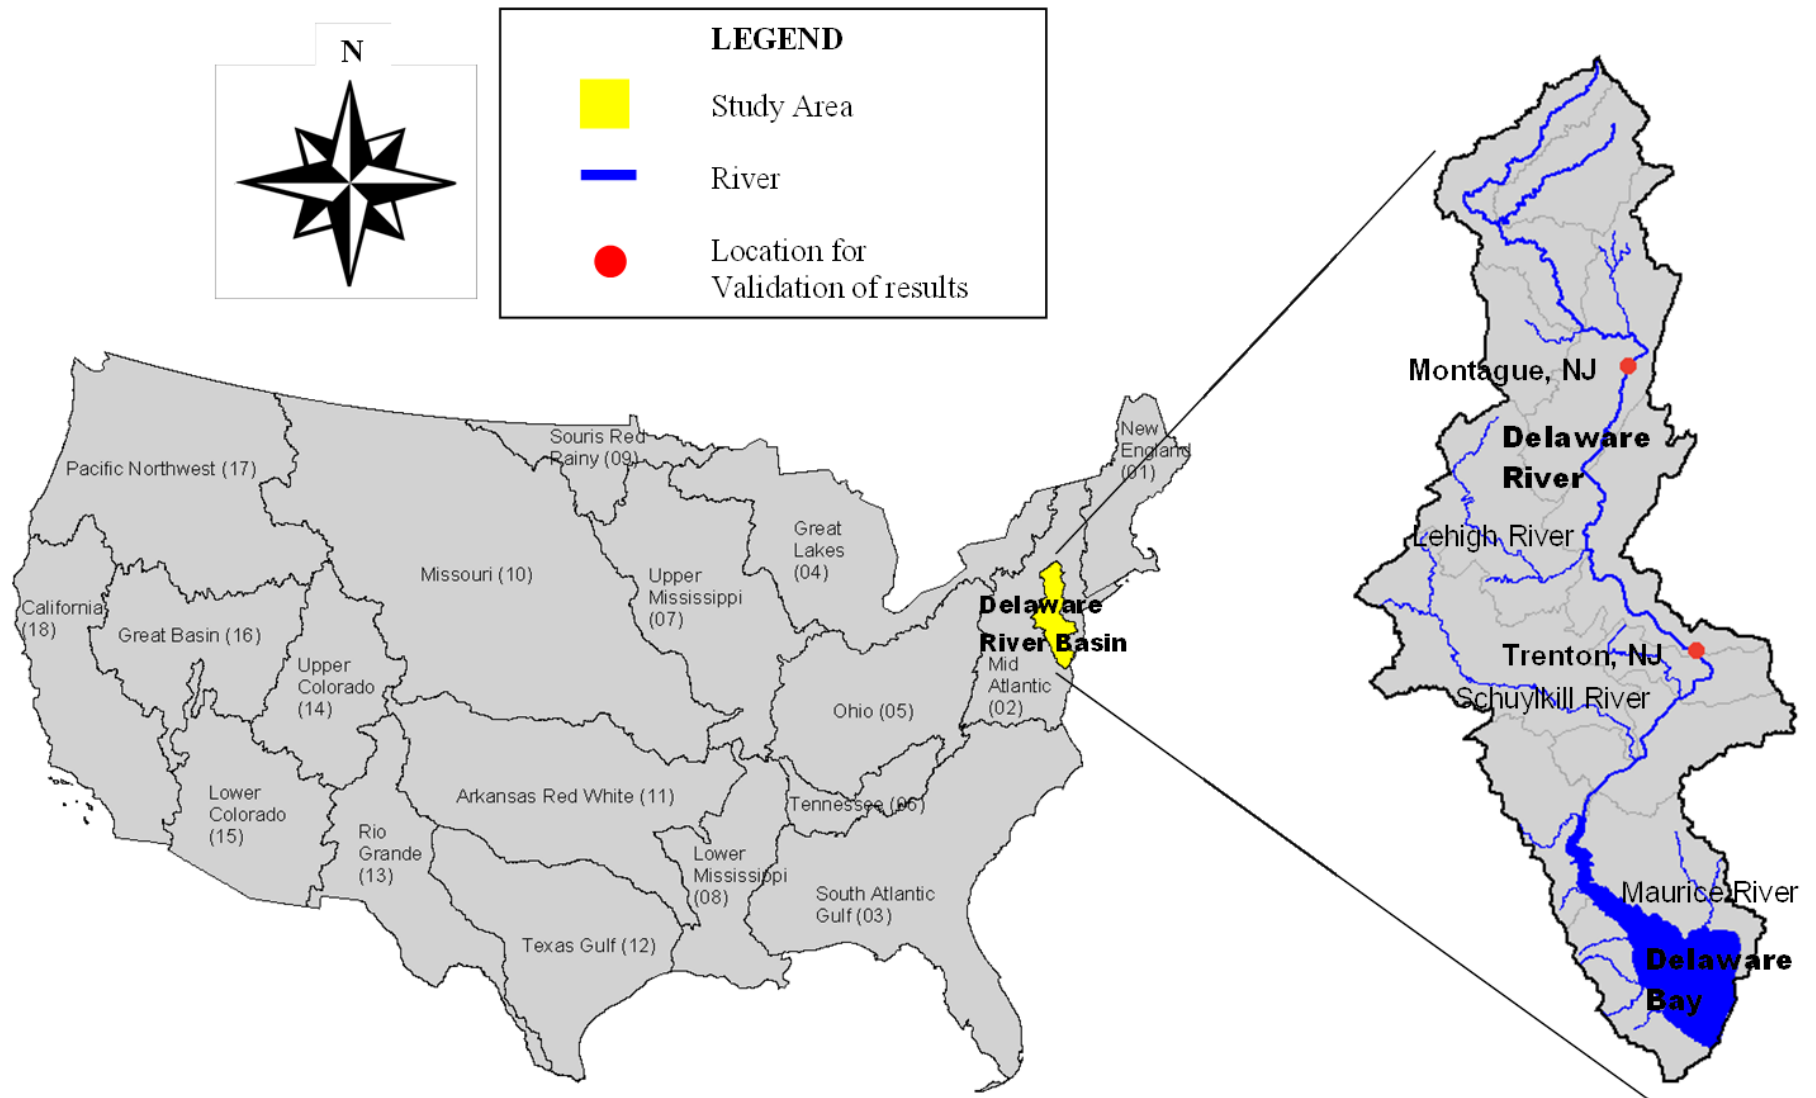 N
LEGEND
Study Area
River
Location for
Validation of results
Pacific Northwest (17)
Souris Red
Rainy (09)
New
England
(01)
Great
Lakes
(04)
Missouri (10)
Upper
Mississippi
(07)
California
(18)
Great Basin (16)
Upper
Colorado
(14)
Delaware
River Basin
Mid
Atlantic
(02)
Ohio (05)
Lower
Colorado
(15)
Arkansas Red White (11)
Tennessee (06)
Rio
Grande
(13)
Lower
Mississippi
(08)
South Atlantic
Gulf (03)
Texas Gulf (12)
Montague, NJ
Delaware
River
Lehigh River
Trenton, NJ
Schuylkill River
Maurice River
Delaware
Bay